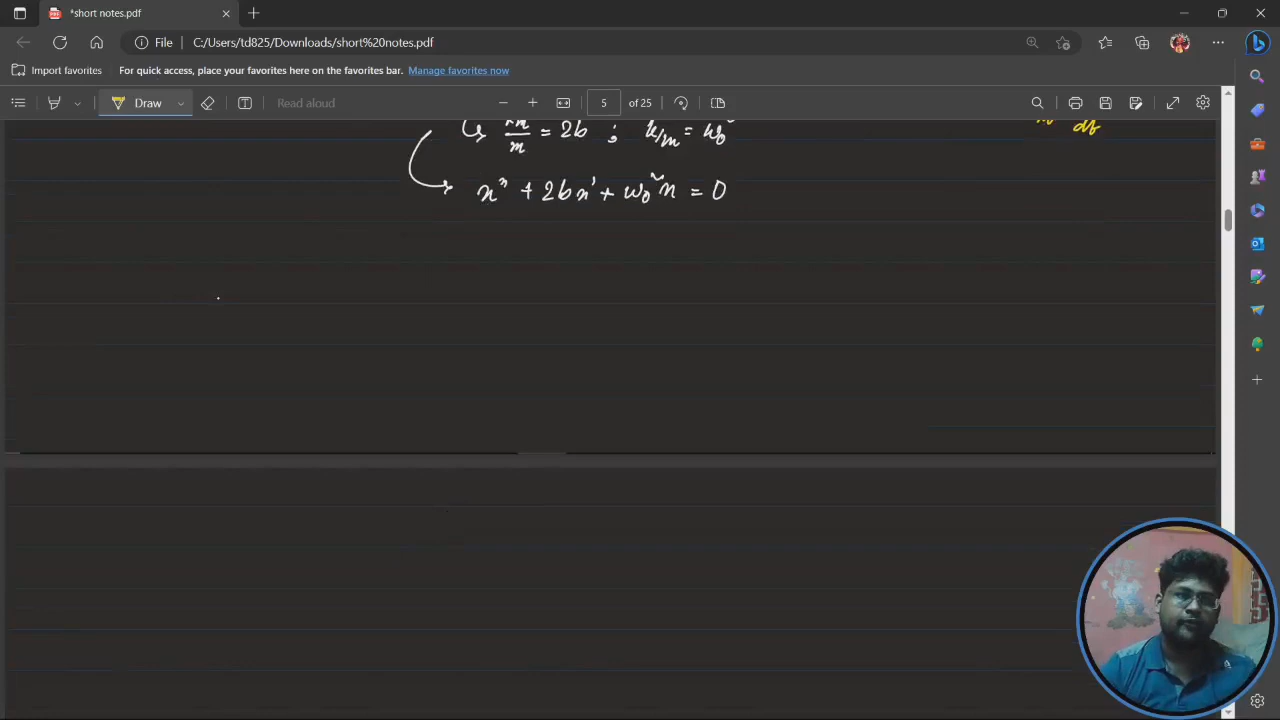 *short notes.pdf
File C:/Users/td825/Downloads/short%20notes.pdf
Import favorites For quick access, place your favorites here on the favorites bar. Manage favorites now
Draw Read aloud 5 of 25
m = 2b ; k/m = ω₀²
x'' + 2bx' + ω₀²x = 0